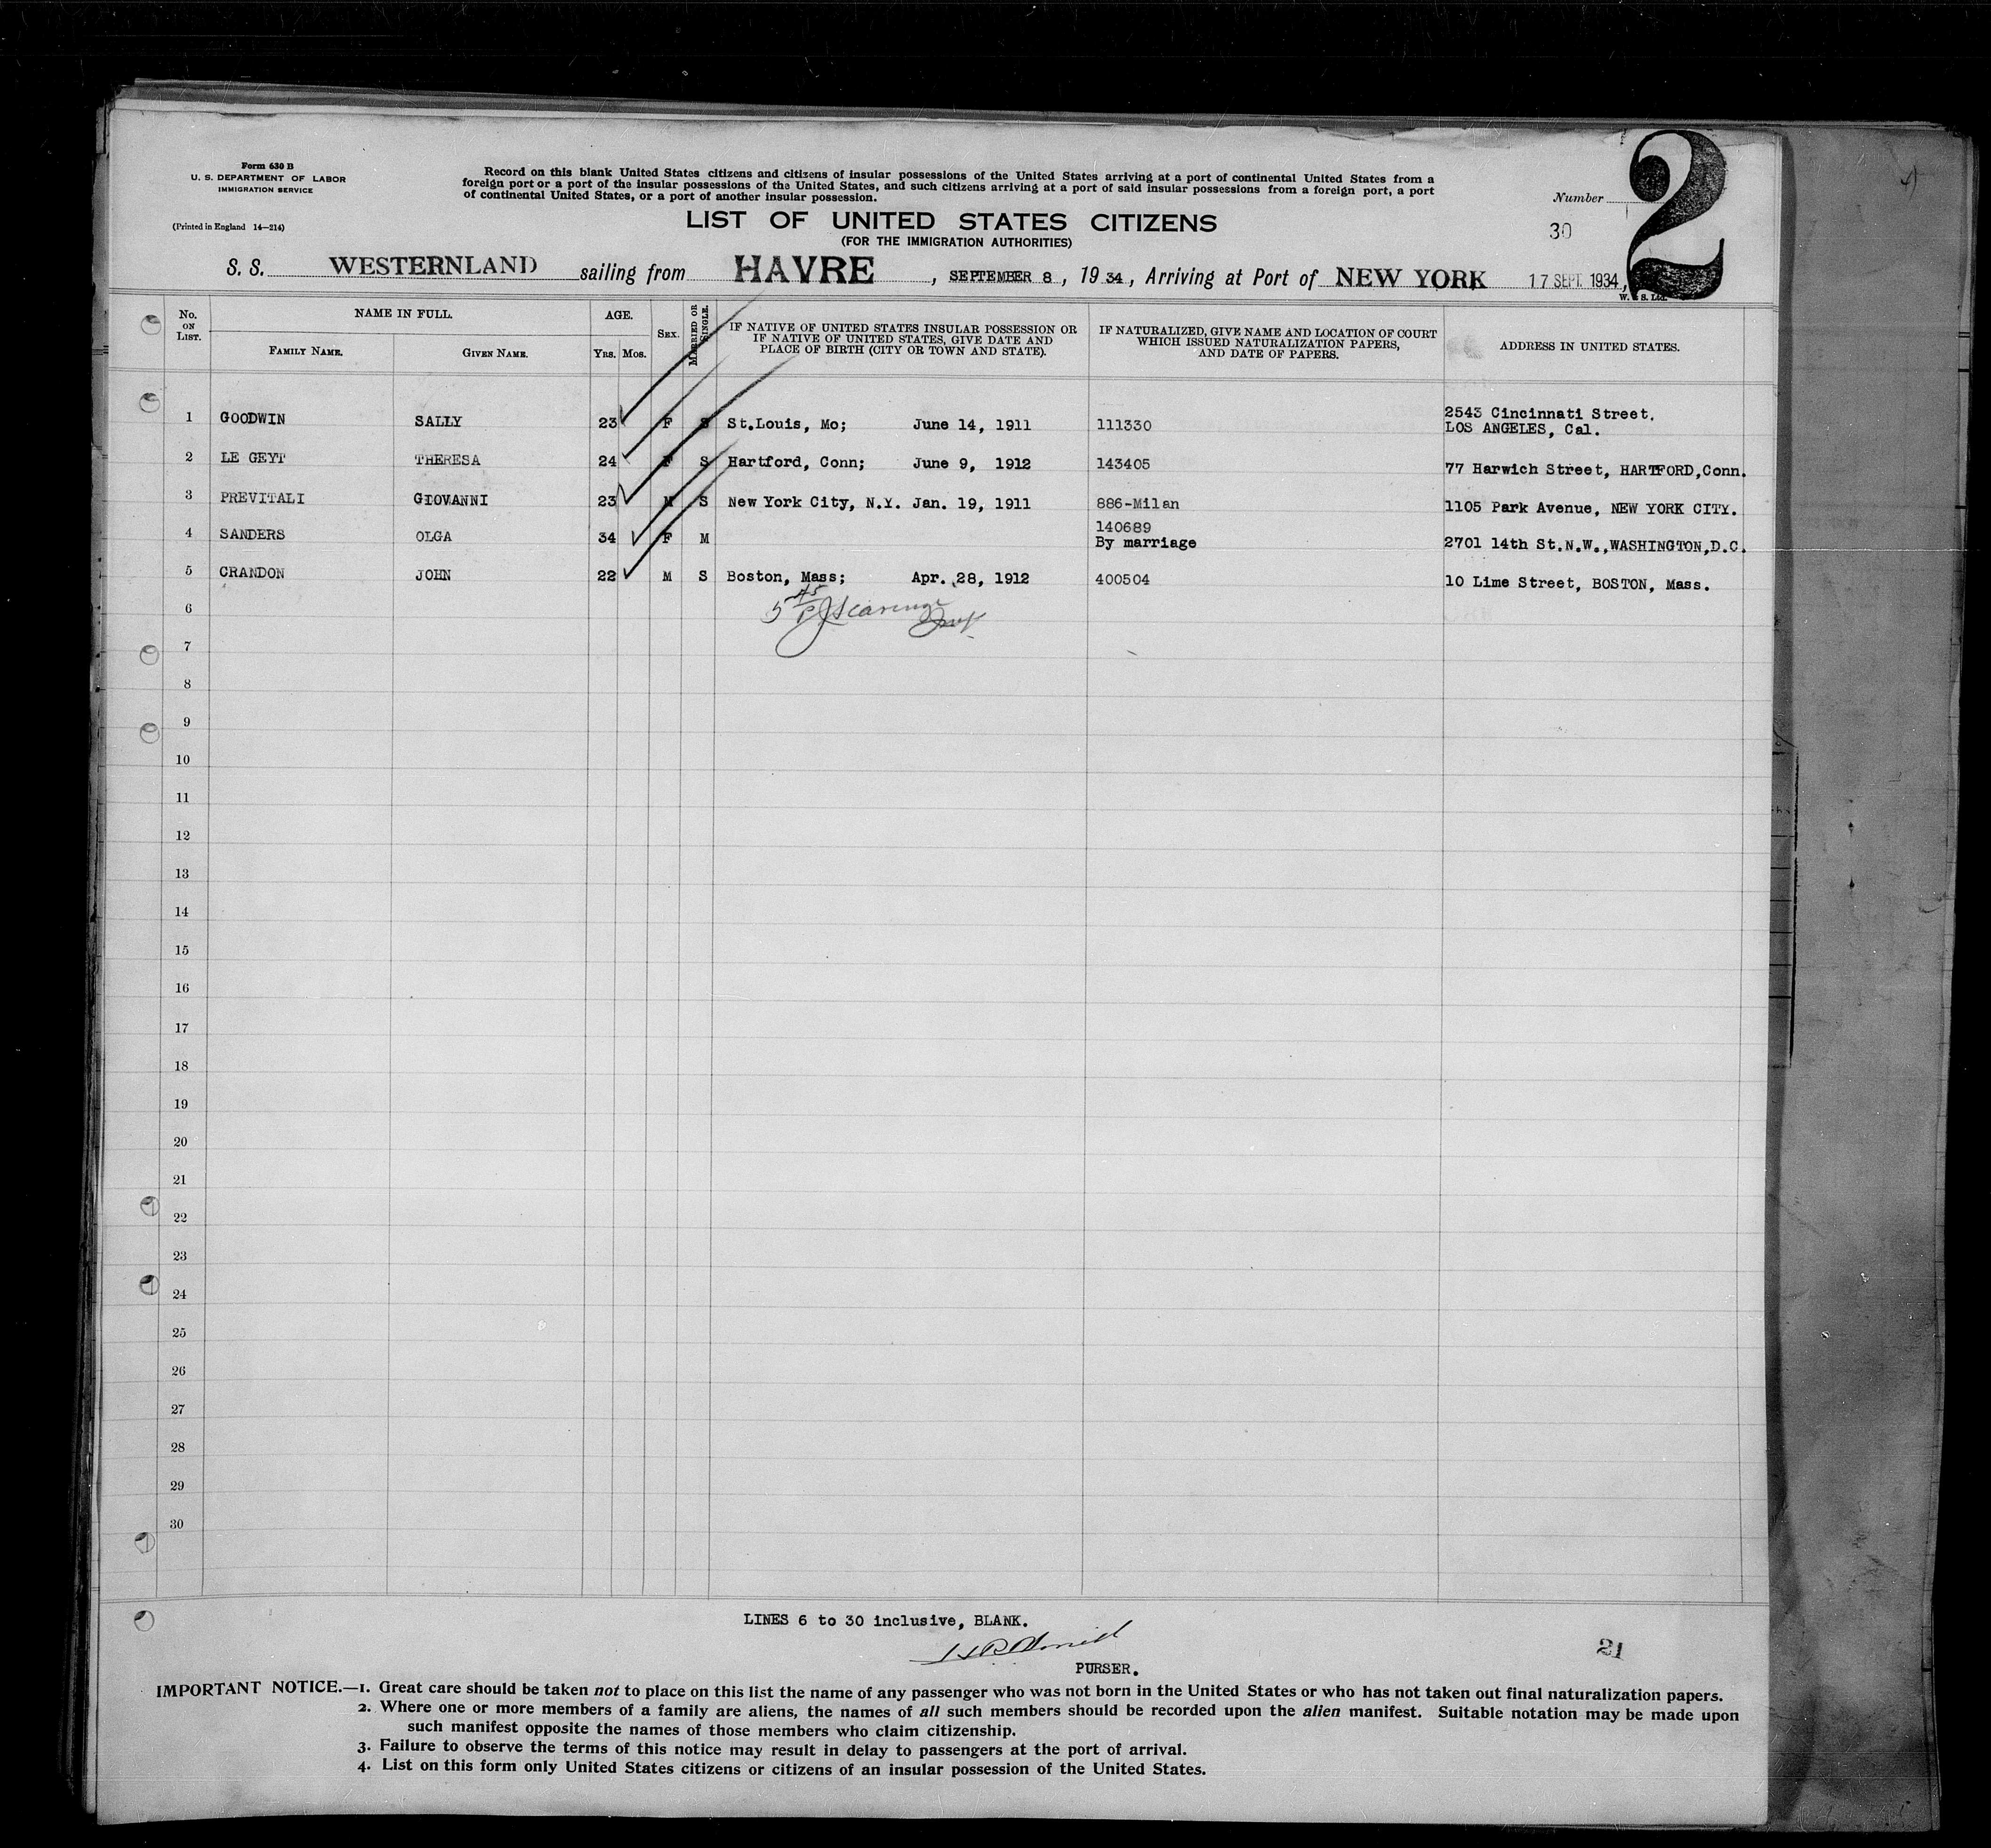 Form 630 B
U. S. DEPARTMENT OF LABOR
IMMIGRATION SERVICE
(Printed in England 14—214)
Record on this blank United States citizens and citizens of insular possessions of the United States arriving at a port of continental United States from a
foreign port or a port of the insular possessions of the United States, and such citizens arriving at a port of said insular possessions from a foreign port, a port
of continental United States, or a port of another insular possession.
Number
2
30
LIST OF UNITED STATES CITIZENS
(FOR THE IMMIGRATION AUTHORITIES)
S. S. WESTERNLAND sailing from HAVRE, SEPTEMBER 8, 19 34, Arriving at Port of NEW YORK 17 SEPT. 1934,
No. ON LIST. NAME IN FULL. AGE. SEX. MARRIED OR SINGLE. IF NATIVE OF UNITED STATES INSULAR POSSESSION OR IF NATIVE OF UNITED STATES, GIVE DATE AND PLACE OF BIRTH (CITY OR TOWN AND STATE). IF NATURALIZED, GIVE NAME AND LOCATION OF COURT WHICH ISSUED NATURALIZATION PAPERS, AND DATE OF PAPERS. ADDRESS IN UNITED STATES.
FAMILY NAME. GIVEN NAME. YRS. MOS.
1 GOODWIN SALLY 23 F S St.Louis, Mo; June 14, 1911 111330 2543 Cincinnati Street,
LOS ANGELES, Cal.
2 LE GEYT THERESA 24 F S Hartford, Conn; June 9, 1912 143405 77 Harwich Street, HARTFORD,Conn.
3 PREVITALI GIOVANNI 23 M S New York City, N.Y. Jan. 19, 1911 886-Milan 1105 Park Avenue, NEW YORK CITY.
4 SANDERS OLGA 34 F M 140689
By marriage 2701 14th St.N.W.,WASHINGTON,D.C.
5 CRANDON JOHN 22 M S Boston, Mass; Apr. 28, 1912 400504 10 Lime Street, BOSTON, Mass.
6
7
8
9
10
11
12
13
14
15
16
17
18
19
20
21
22
23
24
25
26
27
28
29
30
LINES 6 to 30 inclusive, BLANK.
PURSER.
21
IMPORTANT NOTICE.—1. Great care should be taken not to place on this list the name of any passenger who was not born in the United States or who has not taken out final naturalization papers.
2. Where one or more members of a family are aliens, the names of all such members should be recorded upon the alien manifest. Suitable notation may be made upon
such manifest opposite the names of those members who claim citizenship.
3. Failure to observe the terms of this notice may result in delay to passengers at the port of arrival.
4. List on this form only United States citizens or citizens of an insular possession of the United States.